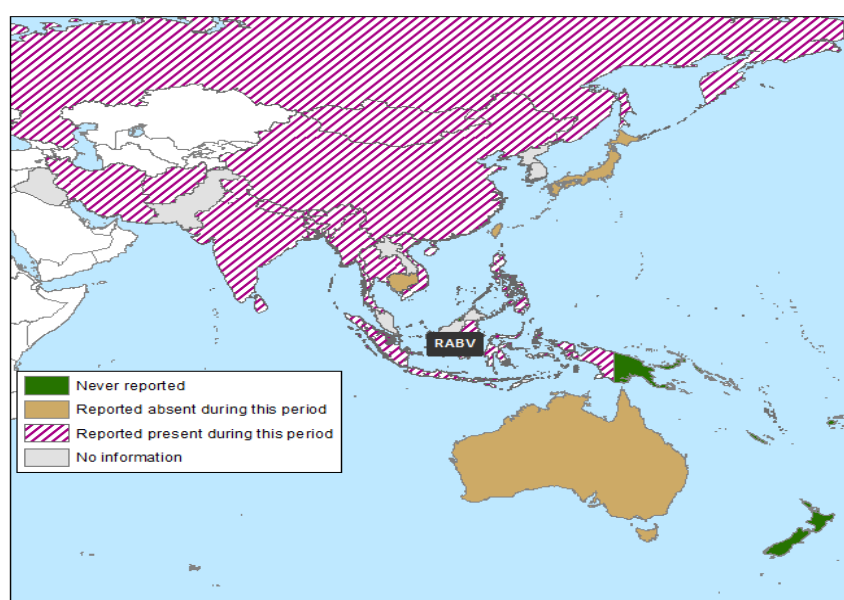 RABV
Never reported
Reported absent during this period
Reported present during this period
No information